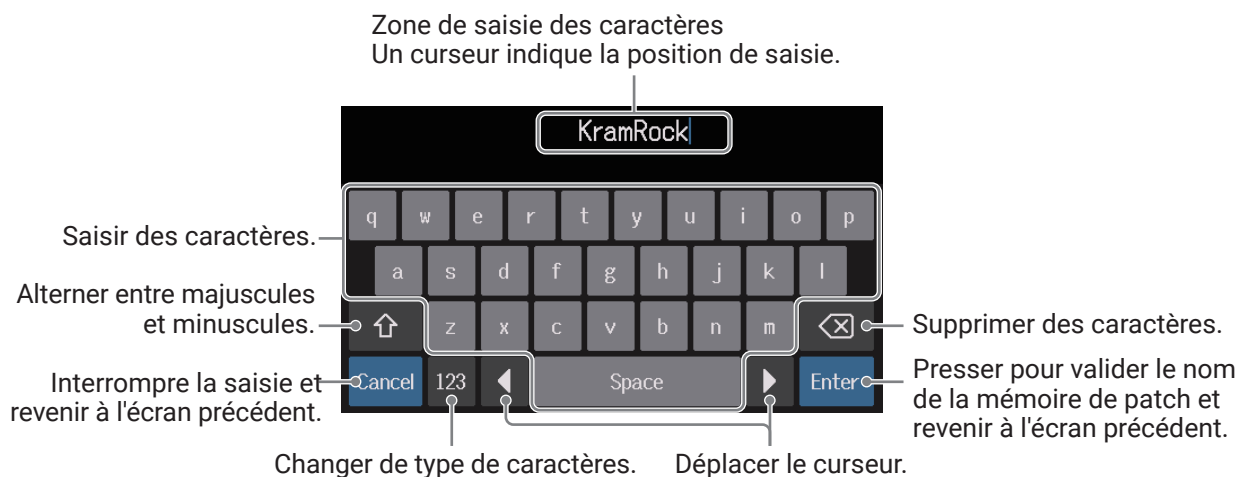 Zone de saisie des caractères
Un curseur indique la position de saisie.
KramRock
q w e r t y u i o p
Saisir des caractères.
a s d f g h j k l
Alterner entre majuscules
et minuscules.
z x c v b n m
Supprimer des caractères.
Interrompre la saisie et
revenir à l'écran précédent.
Cancel 123 Space Enter
Presser pour valider le nom
de la mémoire de patch et
revenir à l'écran précédent.
Changer de type de caractères.
Déplacer le curseur.